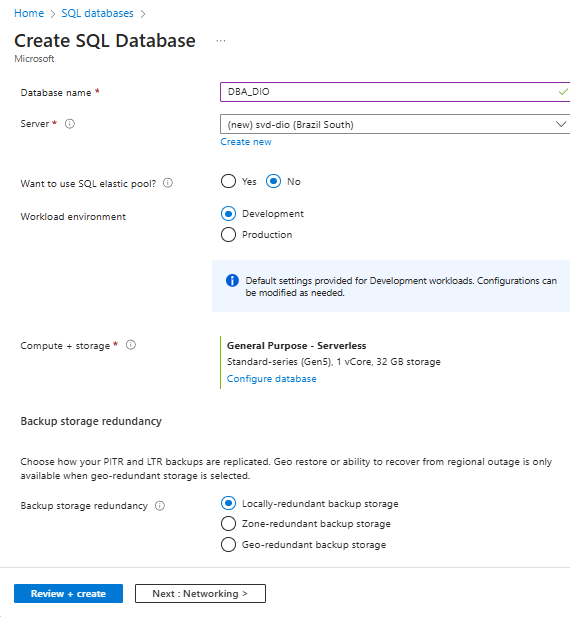 Home > SQL databases >
Create SQL Database ...
Microsoft
Database name *
DBA_DIO
Server *
(new) svd-dio (Brazil South)
Create new
Want to use SQL elastic pool?
Yes
No
Workload environment
Development
Production
Default settings provided for Development workloads. Configurations can
be modified as needed.
Compute + storage *
General Purpose - Serverless
Standard-series (Gen5), 1 vCore, 32 GB storage
Configure database
Backup storage redundancy
Choose how your PITR and LTR backups are replicated. Geo restore or ability to recover from regional outage is only
available when geo-redundant storage is selected.
Backup storage redundancy
Locally-redundant backup storage
Zone-redundant backup storage
Geo-redundant backup storage
Review + create
Next : Networking >